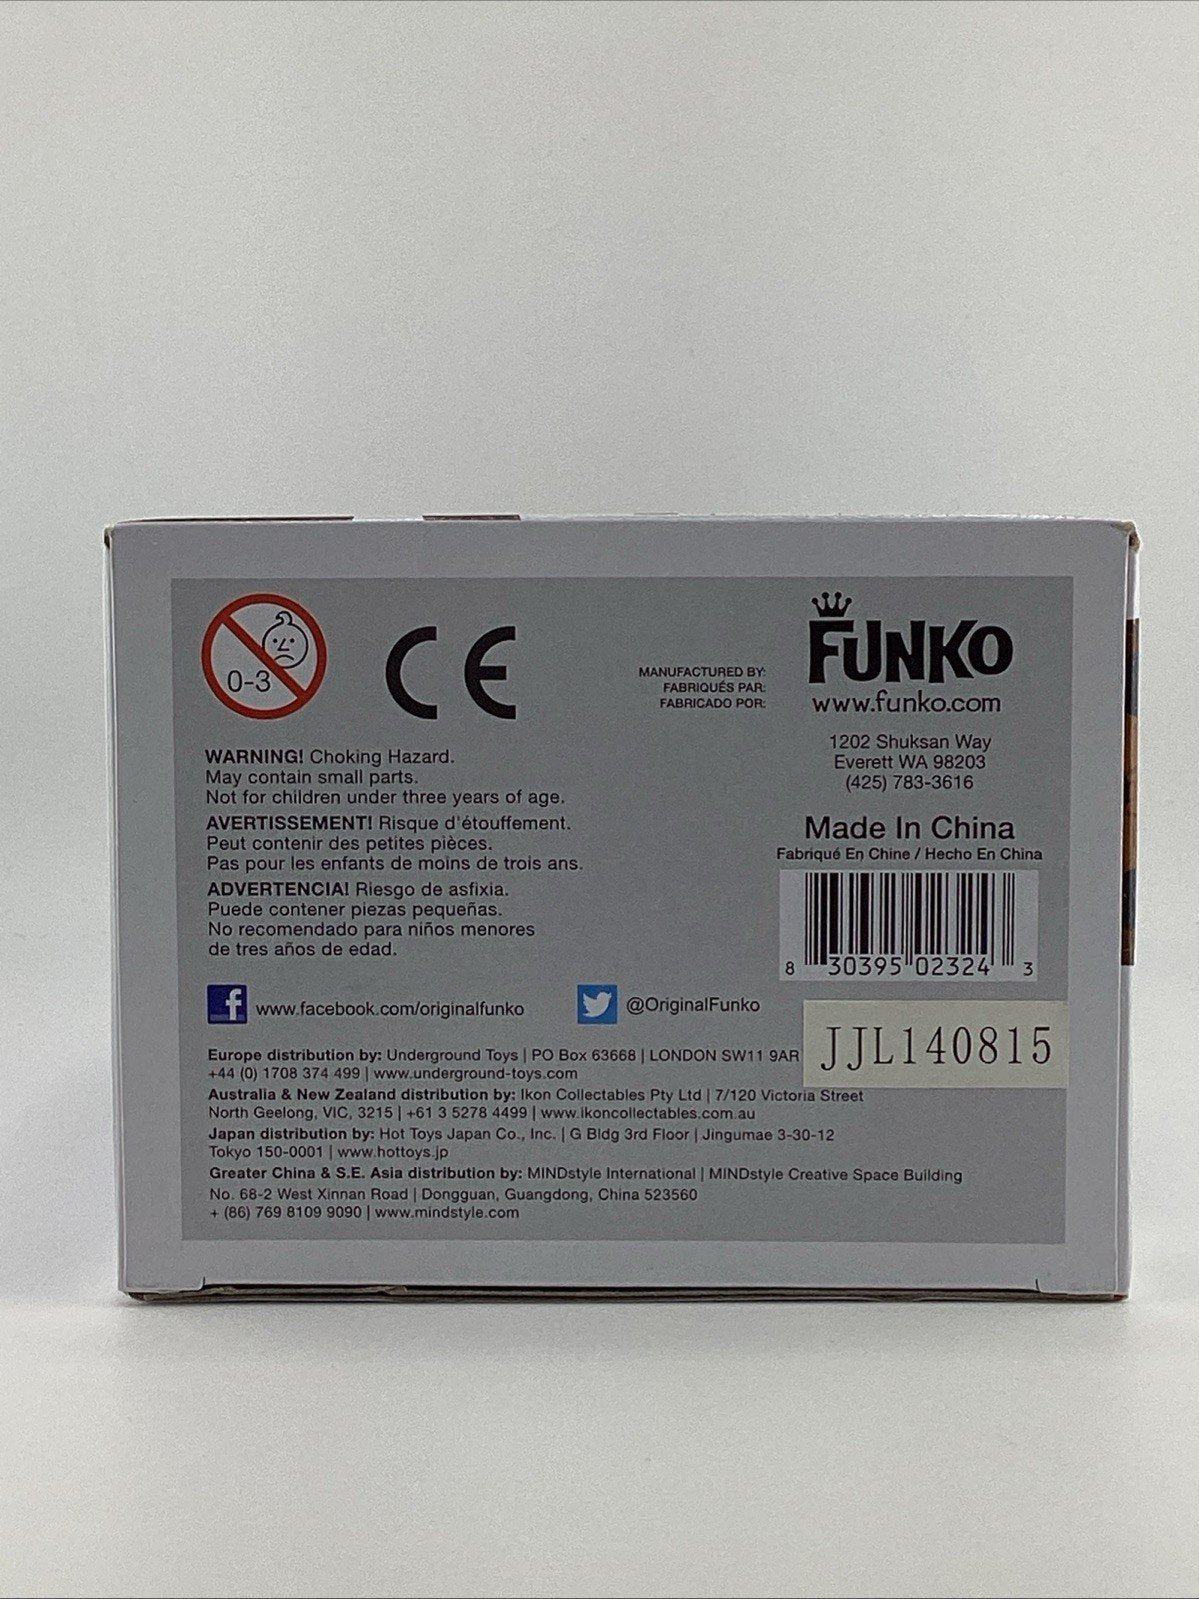 0-3
CE
MANUFACTURED BY:
FABRIQUÉS PAR:
FABRICADO POR:
FUNKO
www.funko.com
1202 Shuksan Way
Everett WA 98203
(425) 783-3616
Made In China
Fabriqué En Chine / Hecho En China
8 30395 02324 3
WARNING! Choking Hazard.
May contain small parts.
Not for children under three years of age.
AVERTISSEMENT! Risque d'étouffement.
Peut contenir des petites pièces.
Pas pour les enfants de moins de trois ans.
ADVERTENCIA! Riesgo de asfixia.
Puede contener piezas pequeñas.
No recomendado para niños menores
de tres años de edad.
f www.facebook.com/originalfunko
@OriginalFunko
JJL140815
Europe distribution by: Underground Toys | PO Box 63668 | LONDON SW11 9AR
+44 (0) 1708 374 499 | www.underground-toys.com
Australia & New Zealand distribution by: Ikon Collectables Pty Ltd | 7/120 Victoria Street
North Geelong, VIC, 3215 | +61 3 5278 4499 | www.ikoncollectables.com.au
Japan distribution by: Hot Toys Japan Co., Inc. | G Bldg 3rd Floor | Jingumae 3-30-12
Tokyo 150-0001 | www.hottoys.jp
Greater China & S.E. Asia distribution by: MINDstyle International | MINDstyle Creative Space Building
No. 68-2 West Xinnan Road | Dongguan, Guangdong, China 523560
+ (86) 769 8109 9090 | www.mindstyle.com